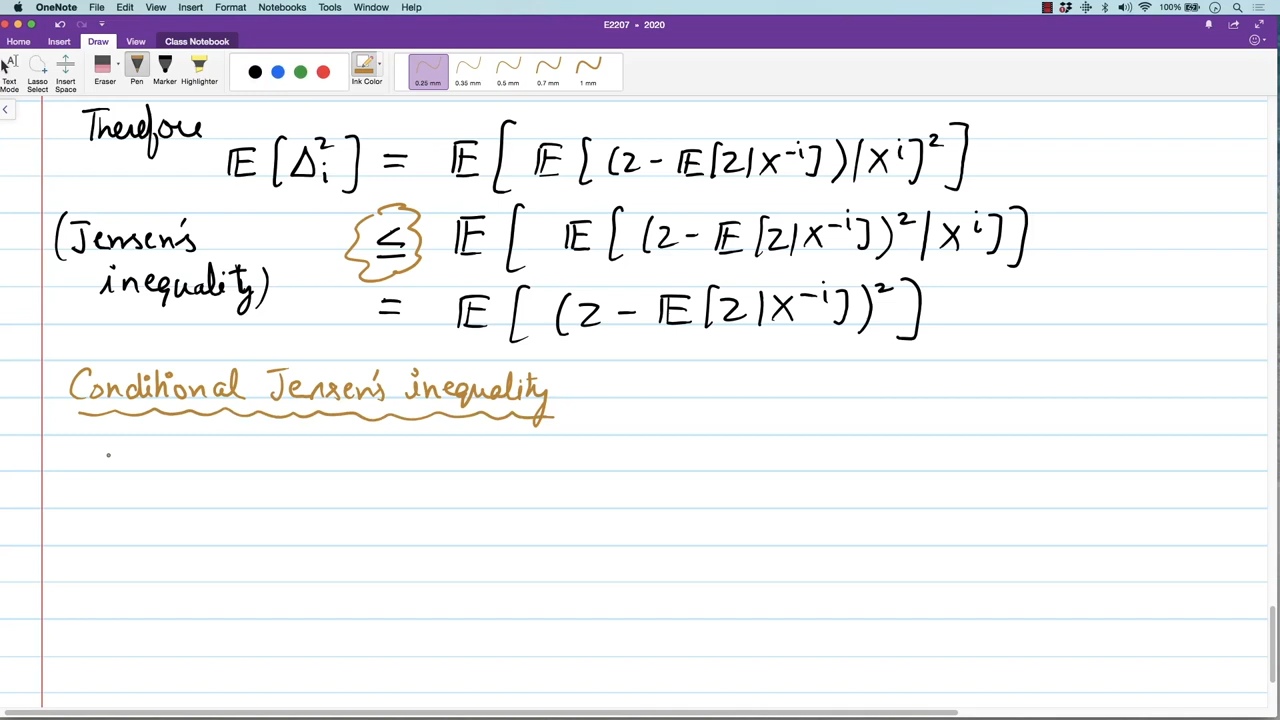 OneNote File Edit View Insert Format Notebooks Tools Window Help 100%
E2207 - 2020
Home Insert Draw View Class Notebook
Text Mode Lasso Select Insert Space Eraser Pen Marker Highlighter Ink Color 0.25 mm 0.35 mm 0.5 mm 0.7 mm 1 mm
Therefore
𝔼[Δᵢ²] = 𝔼[ 𝔼[(Z - 𝔼[Z|X⁻ⁱ])|Xⁱ]²]
(Jensen's inequality) ≤ 𝔼[ 𝔼[(Z - 𝔼[Z|X⁻ⁱ])²|Xⁱ]]
= 𝔼[ (Z - 𝔼[Z|X⁻ⁱ])²]
Conditional Jensen's inequality